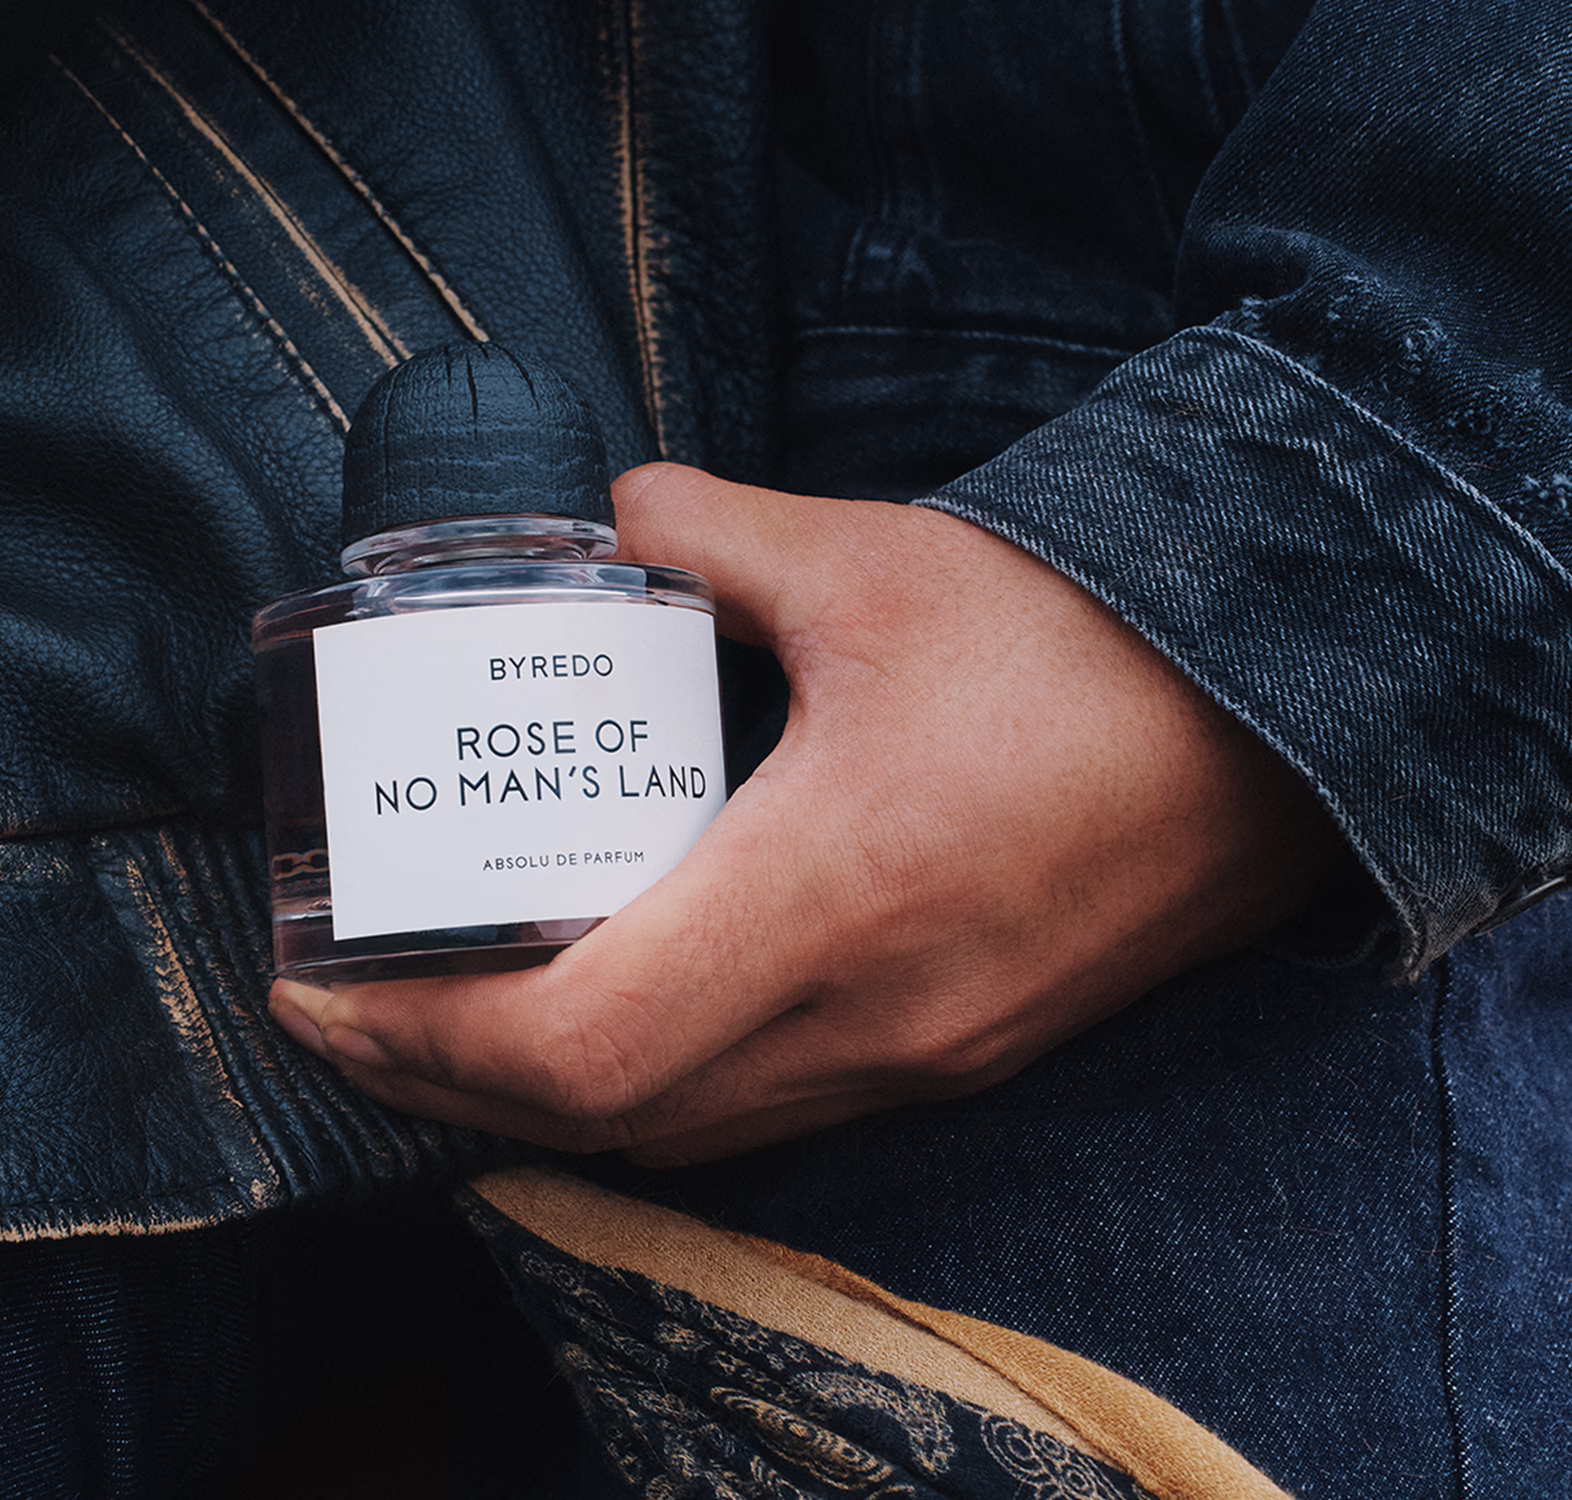 BYREDO
ROSE OF
NO MAN'S LAND
ABSOLU DE PARFUM